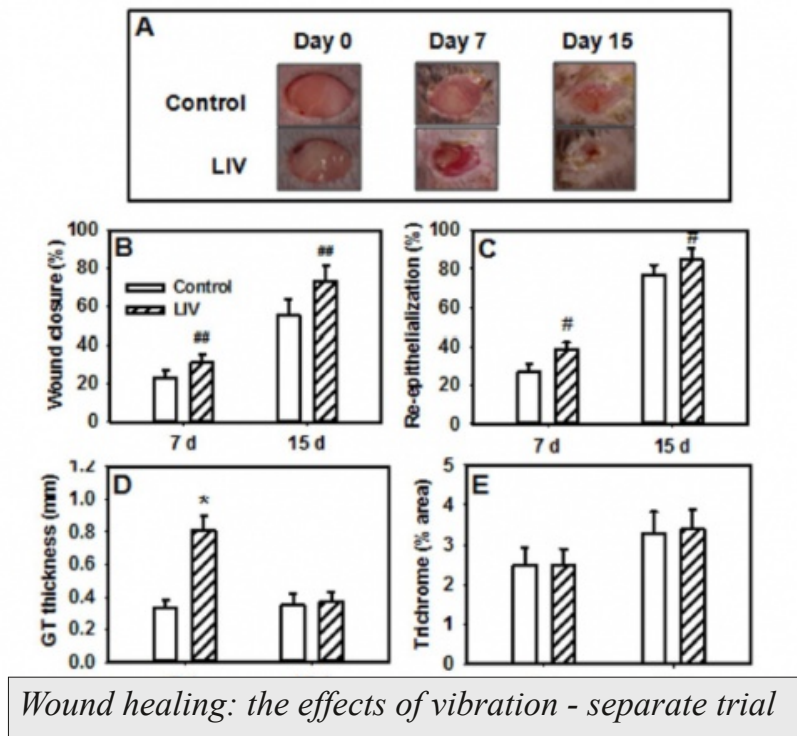 A
Day 0 Day 7 Day 15
Control
LIV
B
Wound closure (%)
100
80
60
40
20
0
Control
LIV
##
##
7 d 15 d
C
Re-epithelialization (%)
100
80
60
40
20
0
#
#
7 d 15 d
D
GT thickness (mm)
1.2
1.0
0.8
0.6
0.4
0.2
0.0
*
E
Trichrome (% area)
5
4
3
2
1
0
Wound healing: the effects of vibration - separate trial